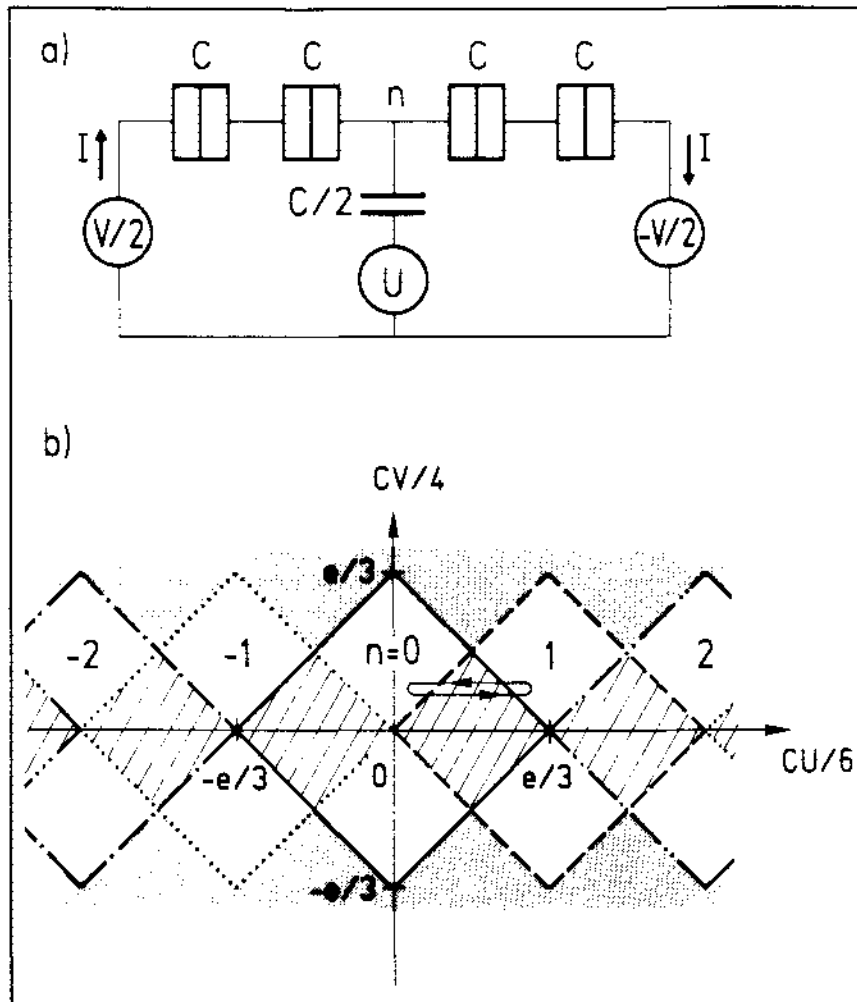 a)
C C C C
n
I I
C/2
V/2 U -V/2
b)
CV/4
e/3
-2 -1 n=0 1 2
-e/3 0 e/3 CU/6
-e/3